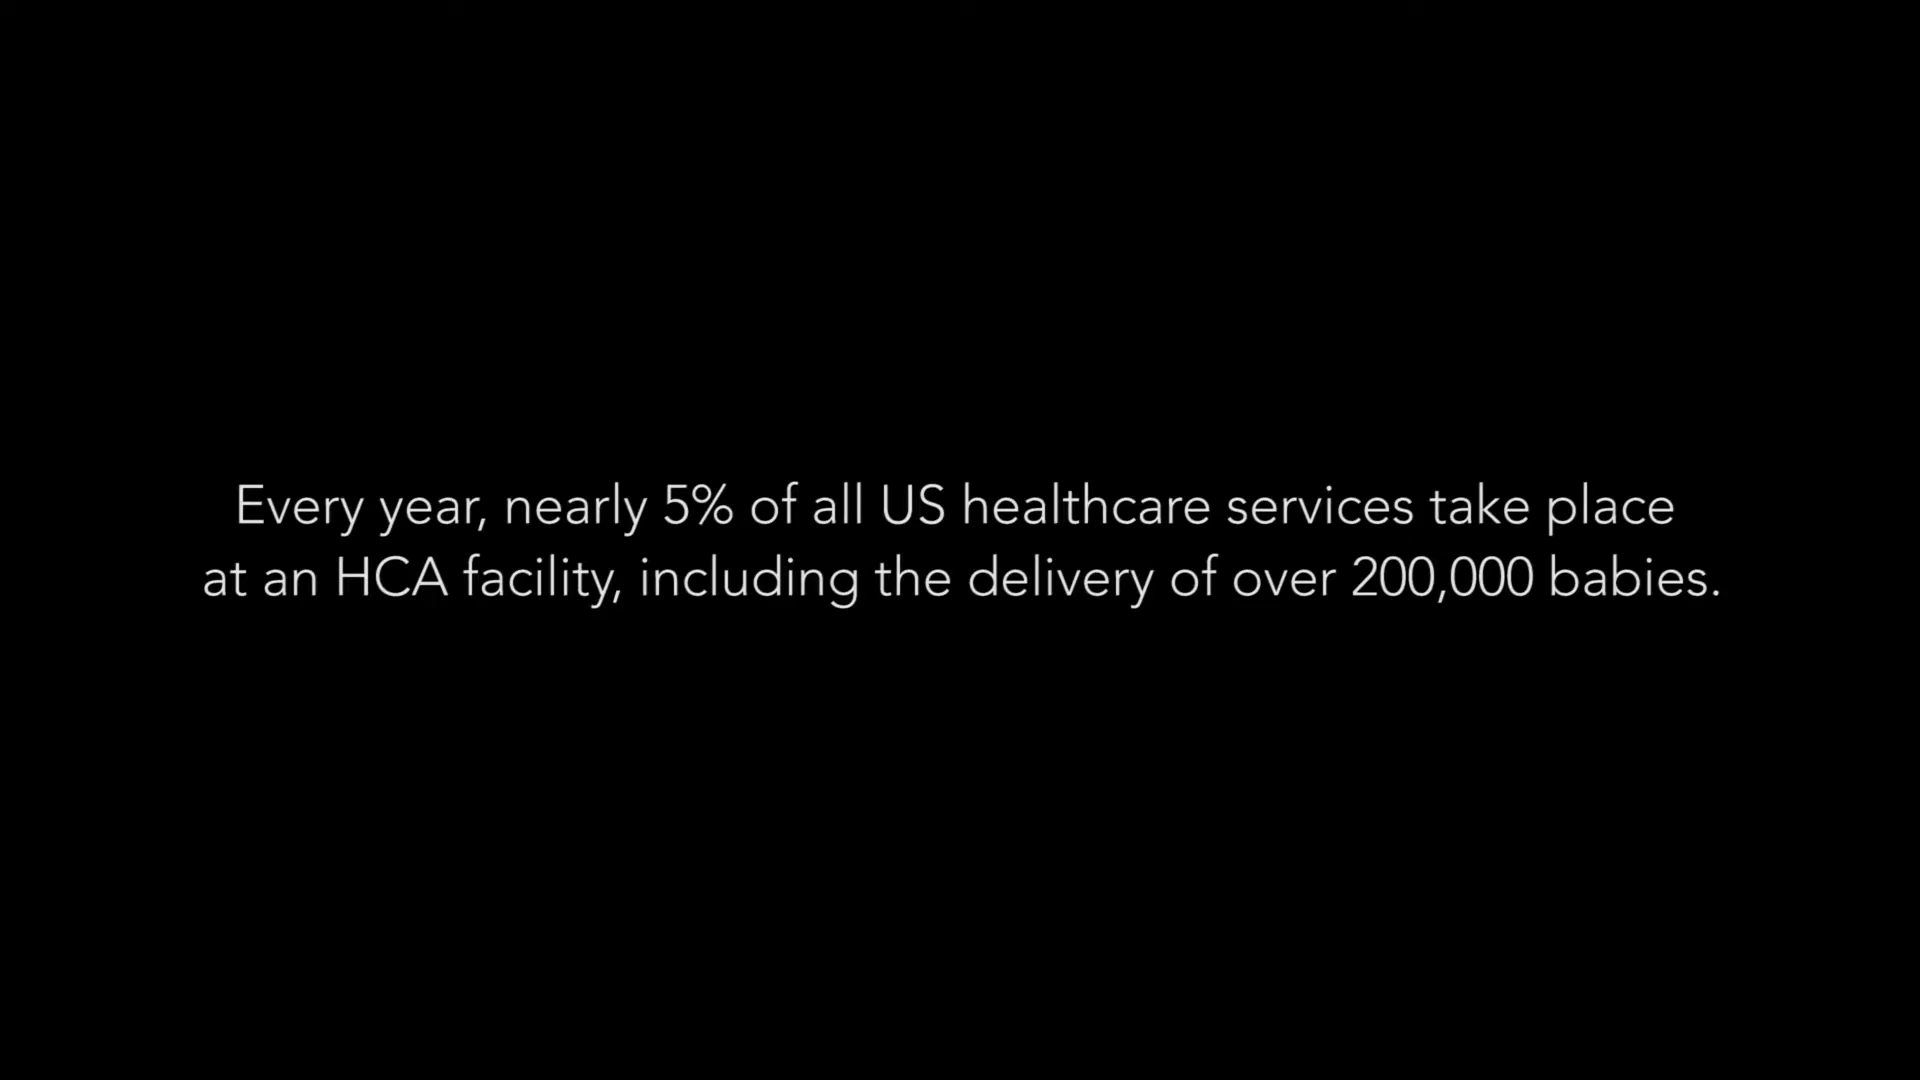 Every year, nearly 5% of all US healthcare services take place
at an HCA facility, including the delivery of over 200,000 babies.